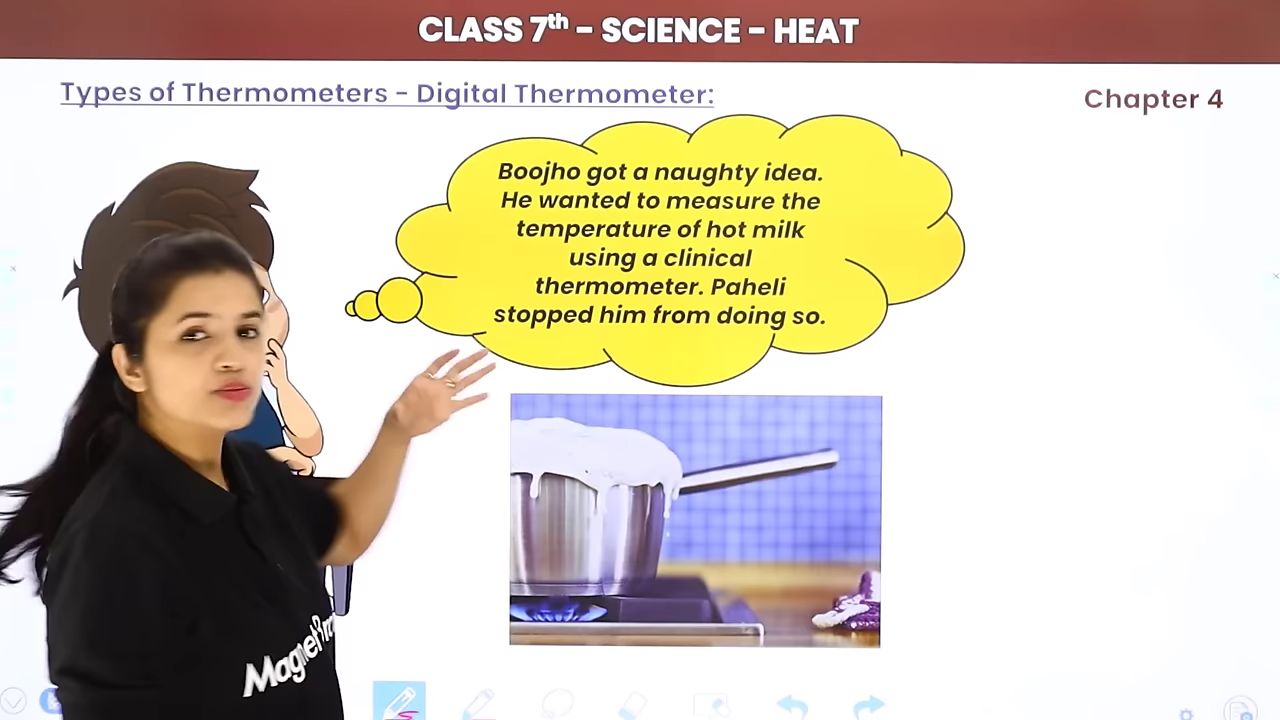 CLASS 7th - SCIENCE - HEAT
Types of Thermometers - Digital Thermometer:
Chapter 4
Boojho got a naughty idea.
He wanted to measure the
temperature of hot milk
using a clinical
thermometer. Paheli
stopped him from doing so.